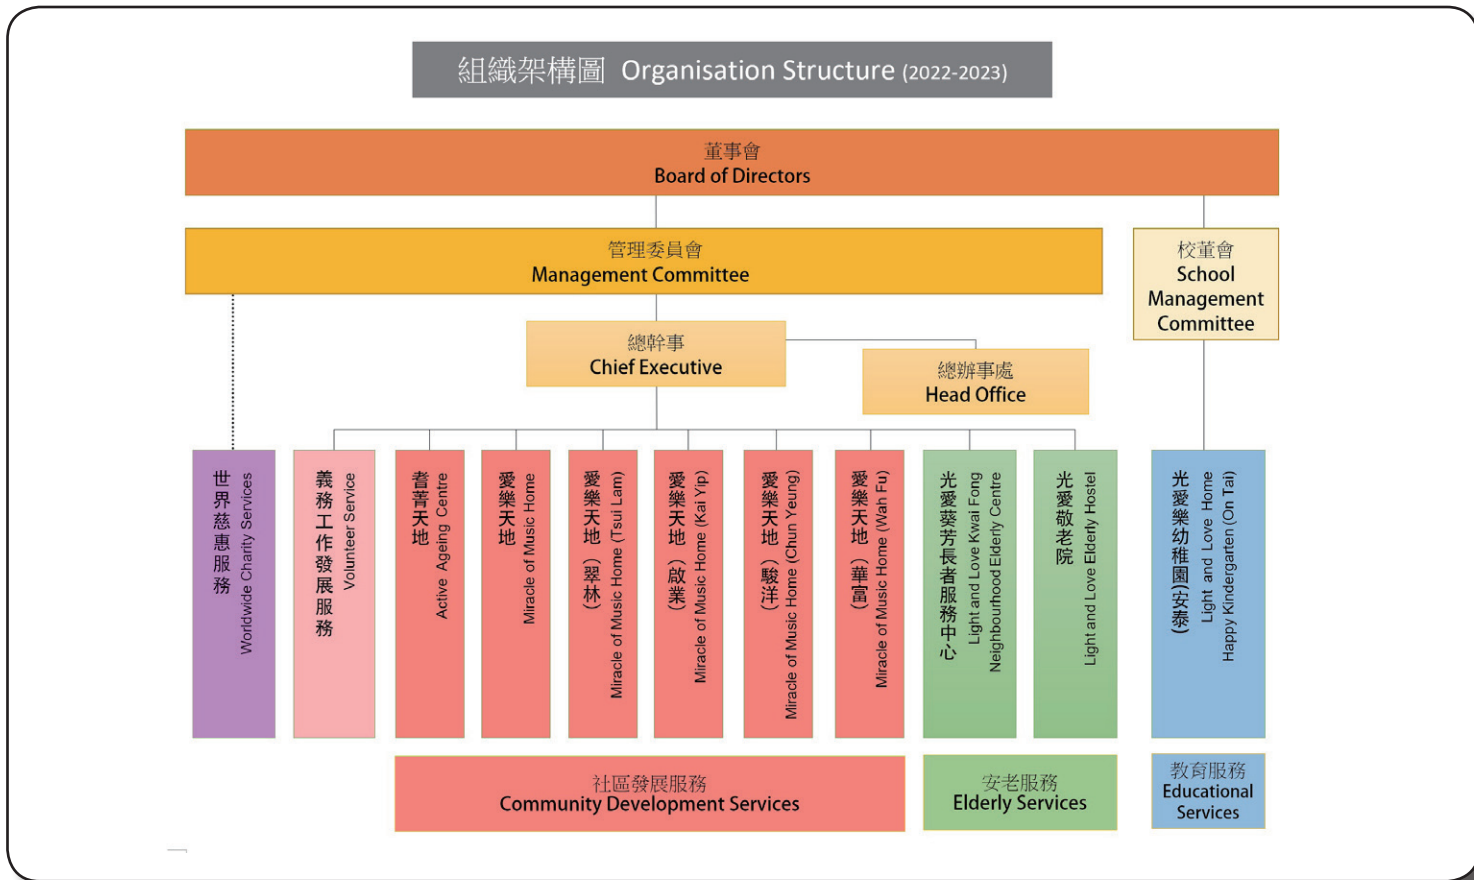 組織架構圖 Organisation Structure (2022-2023)
董事會
Board of Directors
管理委員會
Management Committee
校董會
School
Management
Committee
總幹事
Chief Executive
總辦事處
Head Office
世界慈惠服務
Worldwide Charity Services
義務工作發展服務
Volunteer Service
耆菁天地
Active Ageing Centre
愛樂天地
Miracle of Music Home
愛樂天地（翠林）
Miracle of Music Home (Tsui Lam)
愛樂天地（啟業）
Miracle of Music Home (Kai Yip)
愛樂天地（駿洋）
Miracle of Music Home (Chun Yeung)
愛樂天地（華富）
Miracle of Music Home (Wah Fu)
光愛葵芳長者服務中心
Light and Love Kwai Fong
Neighbourhood Elderly Centre
光愛敬老院
Light and Love Elderly Hostel
光愛樂幼稚園(安泰)
Light and Love Home
Happy Kindergarten (On Tai)
社區發展服務
Community Development Services
安老服務
Elderly Services
教育服務
Educational
Services